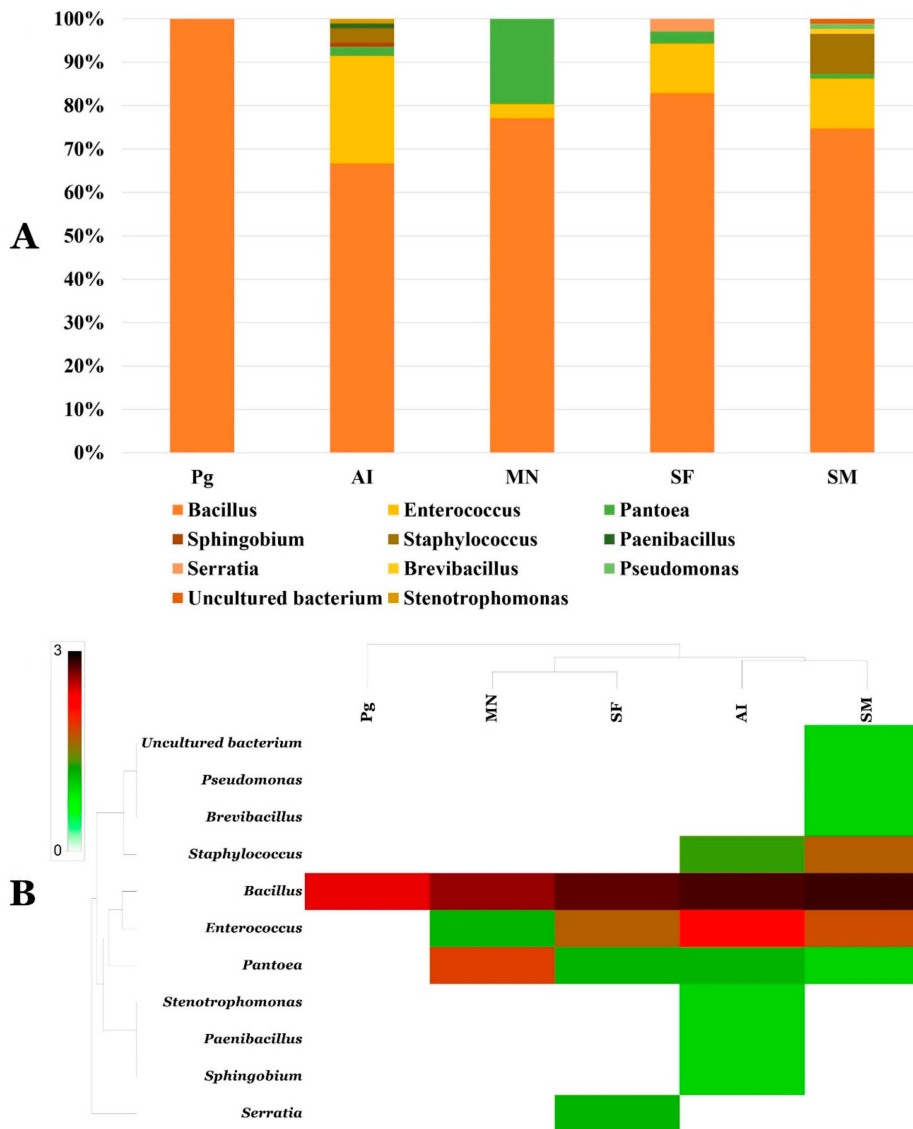 100%
90%
80%
70%
60%
50%
40%
30%
20%
10%
0%
A
Pg AI MN SF SM
Bacillus Enterococcus Pantoea
Sphingobium Staphylococcus Paenibacillus
Serratia Brevibacillus Pseudomonas
Uncultured bacterium Stenotrophomonas
3
0
Pg MN SF AI SM
Uncultured bacterium
Pseudomonas
Brevibacillus
Staphylococcus
B
Bacillus
Enterococcus
Pantoea
Stenotrophomonas
Paenibacillus
Sphingobium
Serratia